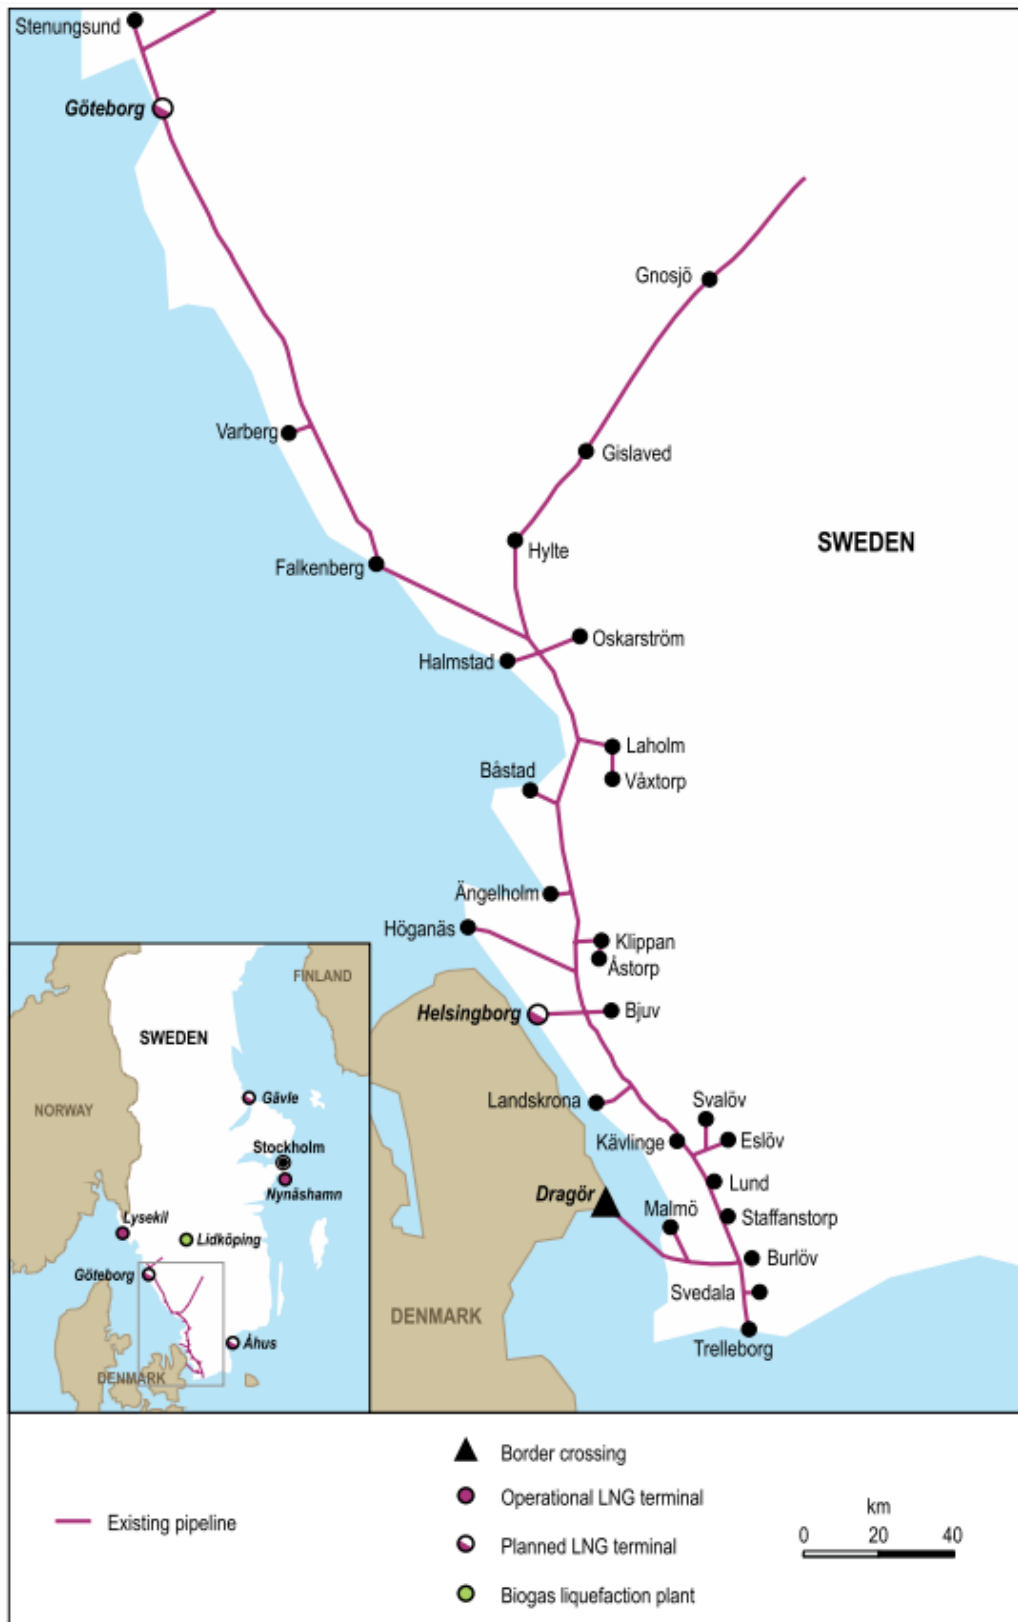 Stenungsund
Göteborg
Gnosjö
Varberg
Gislaved
SWEDEN
Hylte
Falkenberg
Oskarström
Halmstad
Laholm
Båstad
Våxtorp
Ängelholm
Höganäs
Klippan
Åstorp
Helsingborg
Bjuv
Landskrona
Svalöv
Kävlinge
Eslöv
Lund
Dragör
Malmö
Staffanstorp
Burlöv
Svedala
DENMARK
Trelleborg
FINLAND
SWEDEN
NORWAY
Gävle
Stockholm
Nynäshamn
Lysekil
Lidköping
Göteborg
Åhus
DENMARK
Border crossing
Operational LNG terminal
Existing pipeline
Planned LNG terminal
Biogas liquefaction plant
km
0 20 40